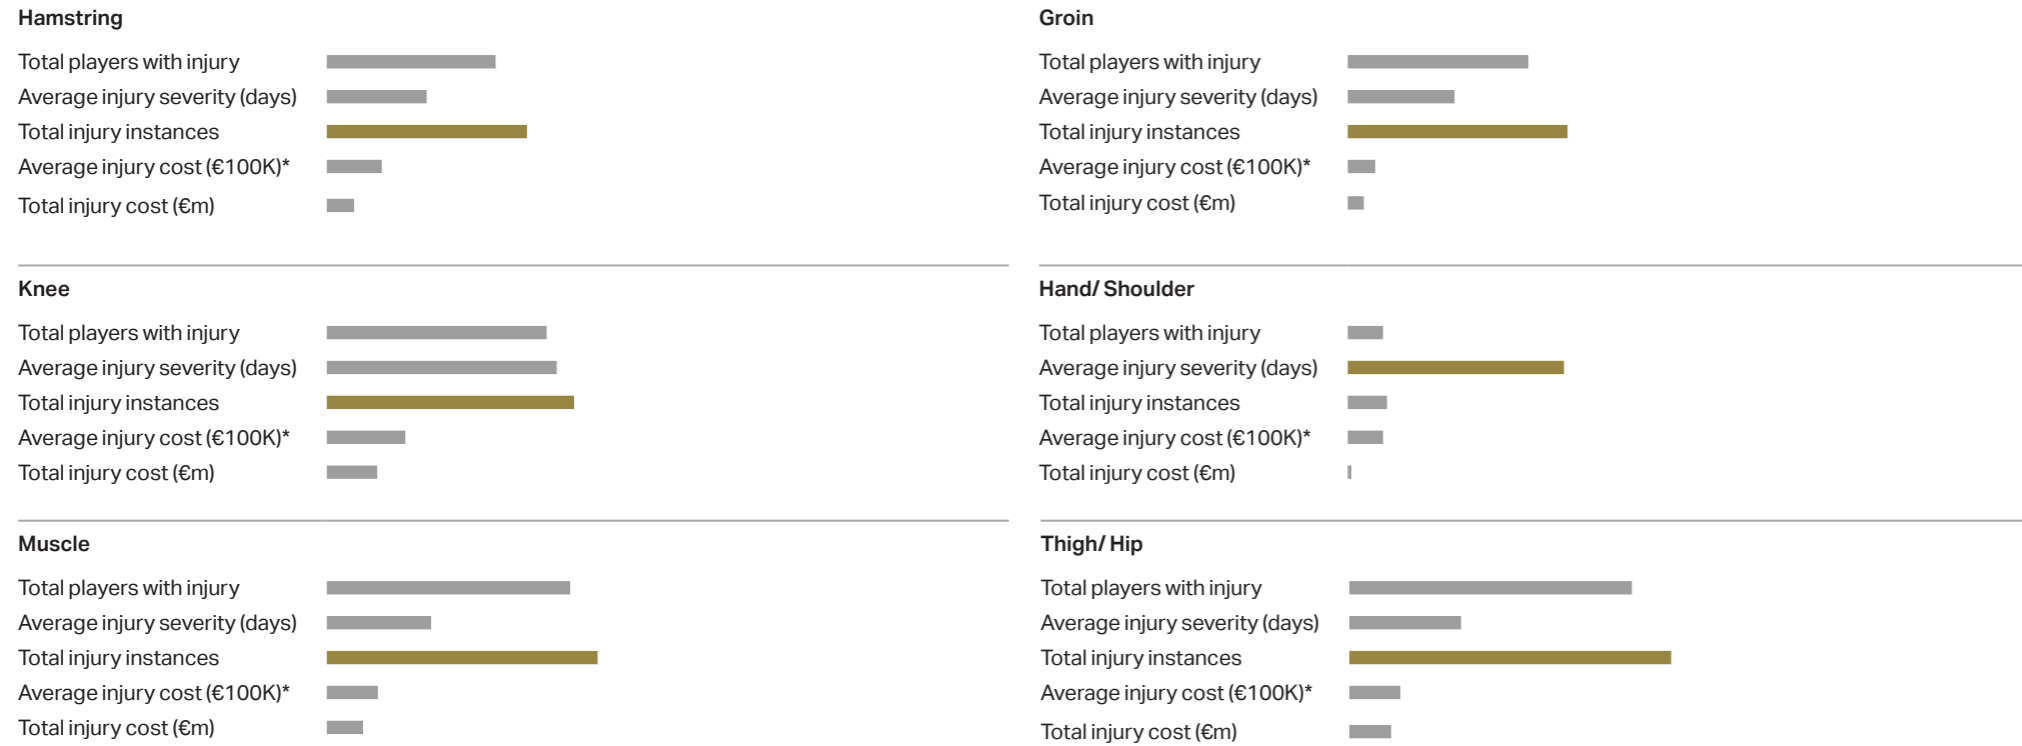 Hamstring
Total players with injury
Average injury severity (days)
Total injury instances
Average injury cost (€100K)*
Total injury cost (€m)
Groin
Total players with injury
Average injury severity (days)
Total injury instances
Average injury cost (€100K)*
Total injury cost (€m)
Knee
Total players with injury
Average injury severity (days)
Total injury instances
Average injury cost (€100K)*
Total injury cost (€m)
Hand/ Shoulder
Total players with injury
Average injury severity (days)
Total injury instances
Average injury cost (€100K)*
Total injury cost (€m)
Muscle
Total players with injury
Average injury severity (days)
Total injury instances
Average injury cost (€100K)*
Total injury cost (€m)
Thigh/ Hip
Total players with injury
Average injury severity (days)
Total injury instances
Average injury cost (€100K)*
Total injury cost (€m)